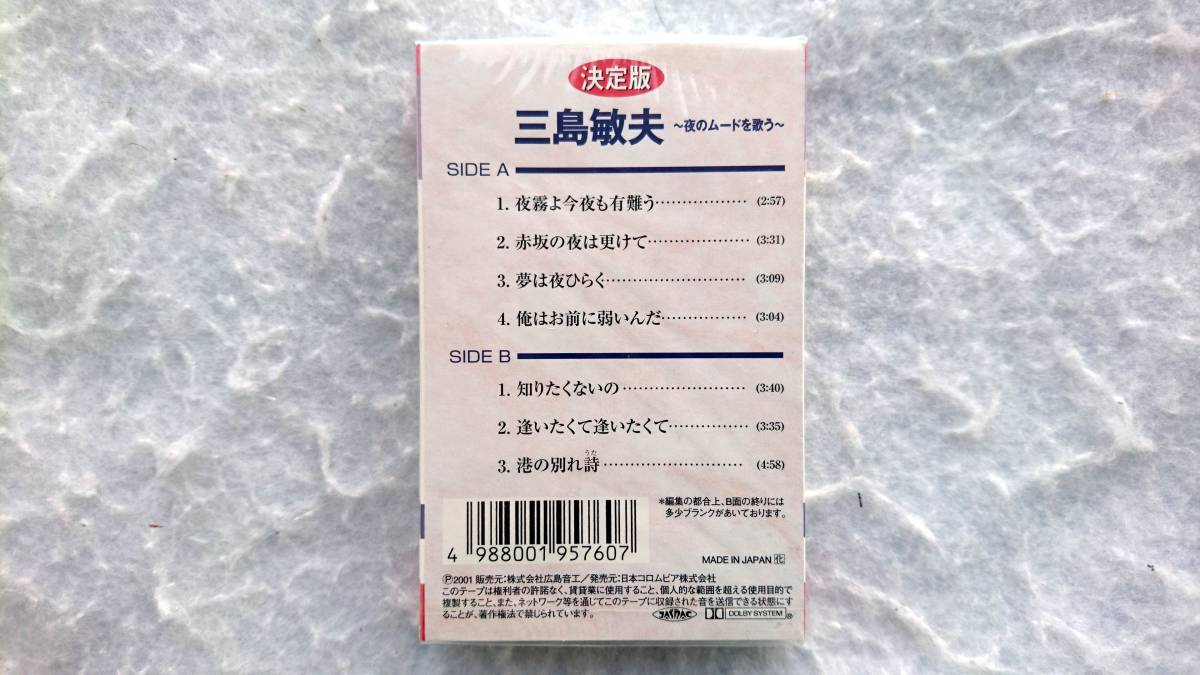 決定版
三島敏夫 ～夜のムードを歌う～
SIDE A
1. 夜霧よ今夜も有難う……………… (2:57)
2. 赤坂の夜は更けて………………… (3:31)
3. 夢は夜ひらく……………………… (3:09)
4. 俺はお前に弱いんだ……………… (3:04)
SIDE B
1. 知りたくないの…………………… (3:40)
2. 逢いたくて逢いたくて…………… (3:35)
うた
3. 港の別れ詩………………………… (4:58)
＊編集の都合上、B面の終りには
多少ブランクがあいております。
4 988001 957607
MADE IN JAPAN 北
Ⓟ2001 販売元：株式会社広島音工／発売元：日本コロムビア株式会社
このテープは権利者の許諾なく、賃貸業に使用すること、個人的な範囲を超える使用目的で
複製すること、また、ネットワーク等を通じてこのテープに収録された音を送信できる状態にす
ることが、著作権法で禁じられています。
JASRAC DOLBY SYSTEM ®